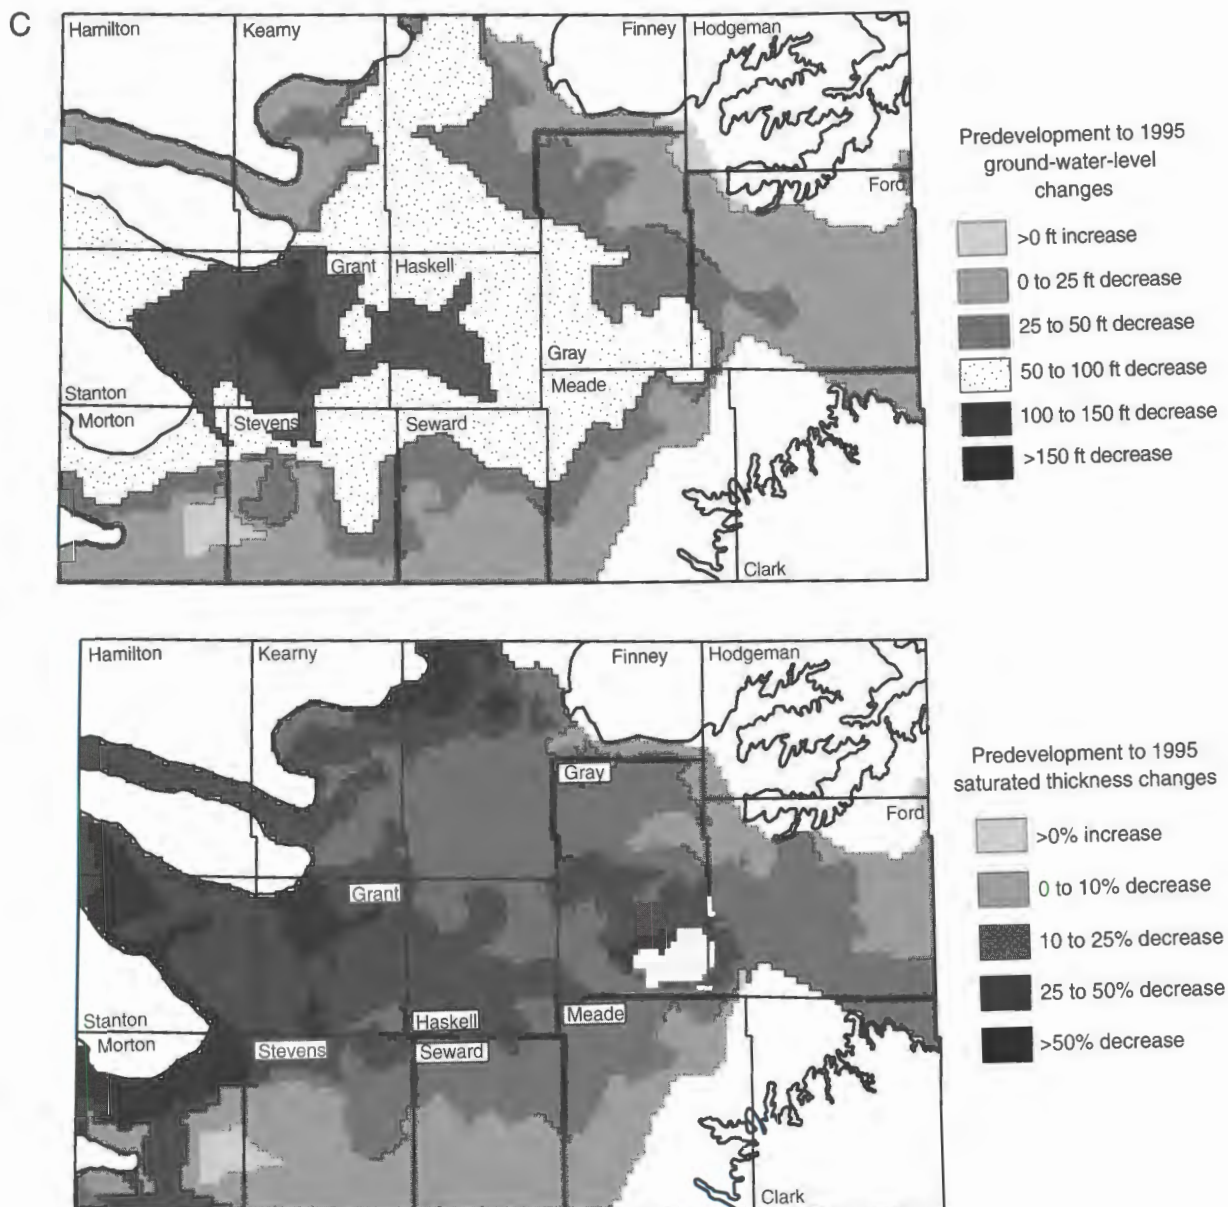 C
Hamilton
Kearny
Finney
Hodgeman
Ford
Grant
Haskell
Gray
Meade
Stanton
Morton
Stevens
Seward
Clark
Predevelopment to 1995
ground-water-level
changes
>0 ft increase
0 to 25 ft decrease
25 to 50 ft decrease
50 to 100 ft decrease
100 to 150 ft decrease
>150 ft decrease
Hamilton
Kearny
Finney
Hodgeman
Gray
Ford
Grant
Stanton
Haskell
Meade
Morton
Stevens
Seward
Clark
Predevelopment to 1995
saturated thickness changes
>0% increase
0 to 10% decrease
10 to 25% decrease
25 to 50% decrease
>50% decrease